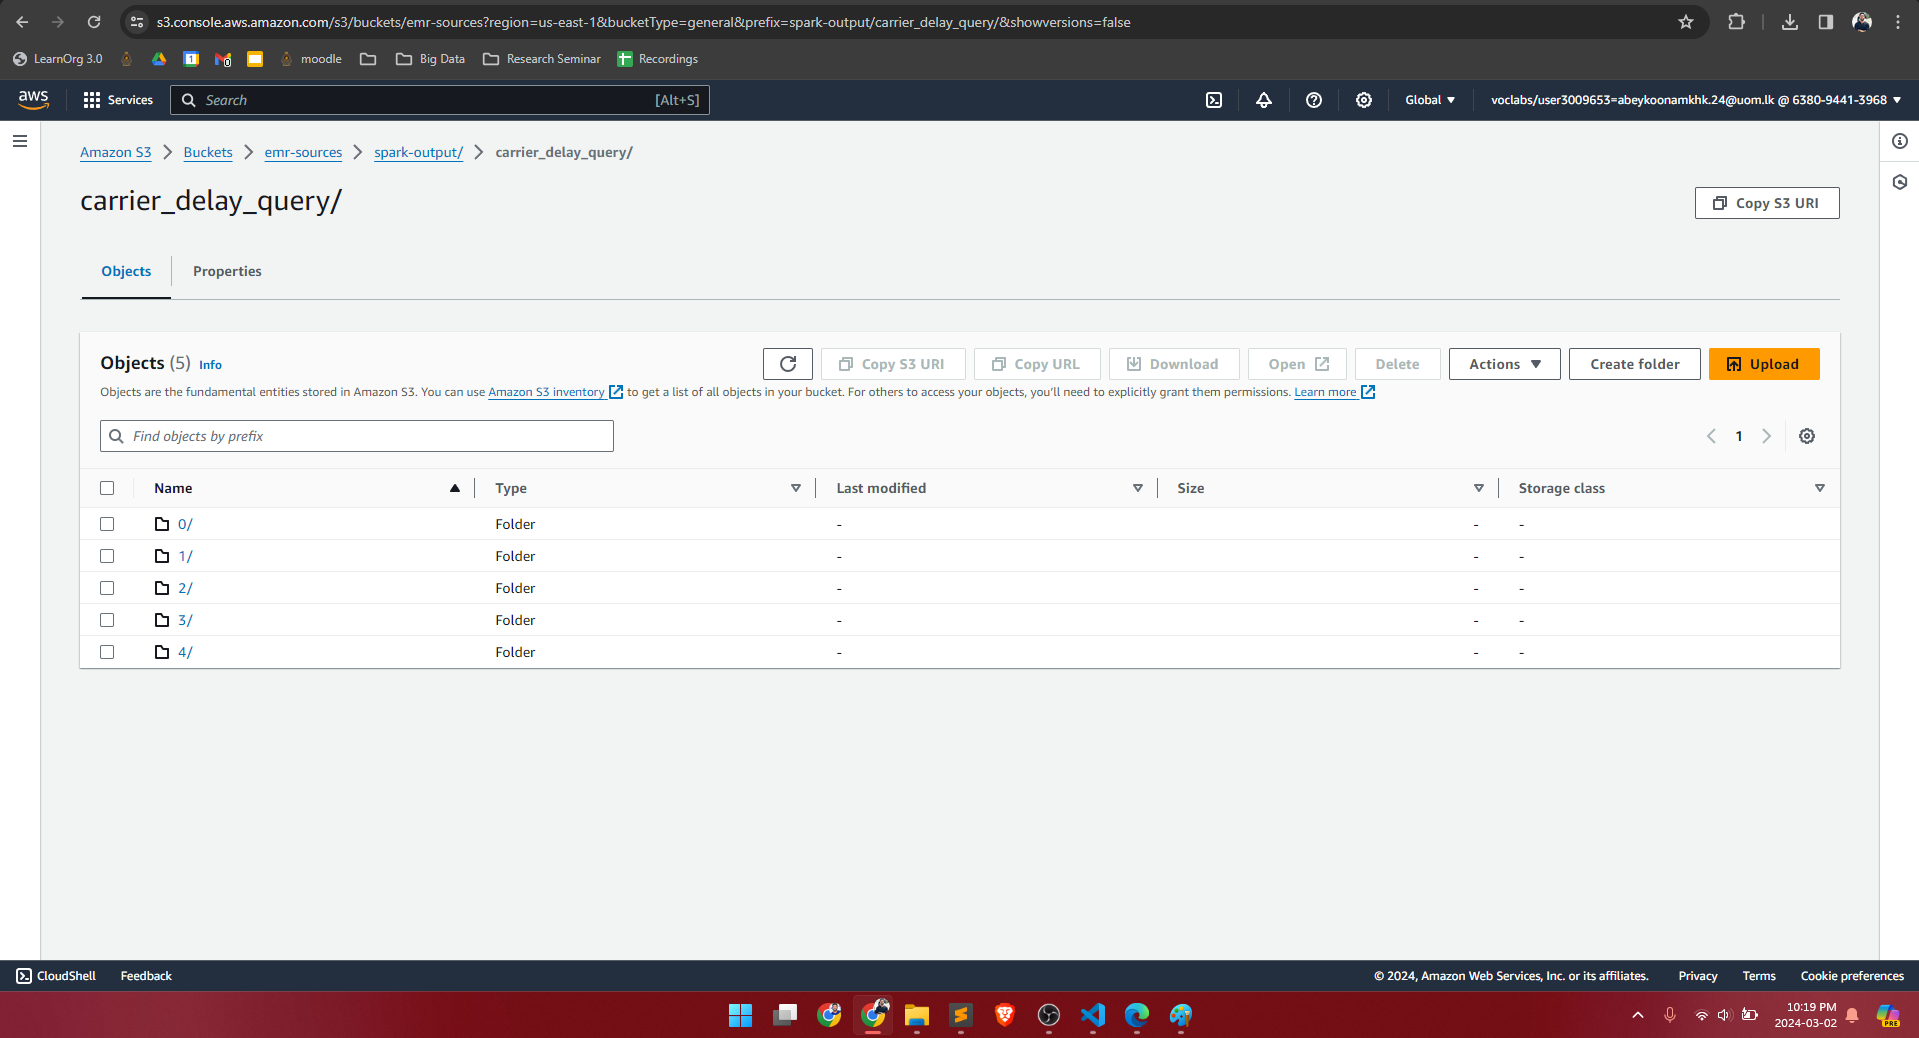 s3.console.aws.amazon.com/s3/buckets/emr-sources?region=us-east-1&bucketType=general&prefix=spark-output/carrier_delay_query/&showversions=false
LearnOrg 3.0 1 0 moodle Big Data Research Seminar Recordings
aws Services Search [Alt+S] Global voclabs/user3009653=abeykoonamkhk.24@uom.lk @ 6380-9441-3968
Amazon S3 Buckets emr-sources spark-output/ carrier_delay_query/
carrier_delay_query/
Copy S3 URI
Objects Properties
Objects (5) Info
Copy S3 URI Copy URL Download Open Delete Actions Create folder Upload
Objects are the fundamental entities stored in Amazon S3. You can use Amazon S3 inventory to get a list of all objects in your bucket. For others to access your objects, you'll need to explicitly grant them permissions. Learn more
Find objects by prefix
1
Name Type Last modified Size Storage class
0/ Folder - - -
1/ Folder - - -
2/ Folder - - -
3/ Folder - - -
4/ Folder - - -
CloudShell Feedback © 2024, Amazon Web Services, Inc. or its affiliates. Privacy Terms Cookie preferences
10:19 PM
2024-03-02
PRE